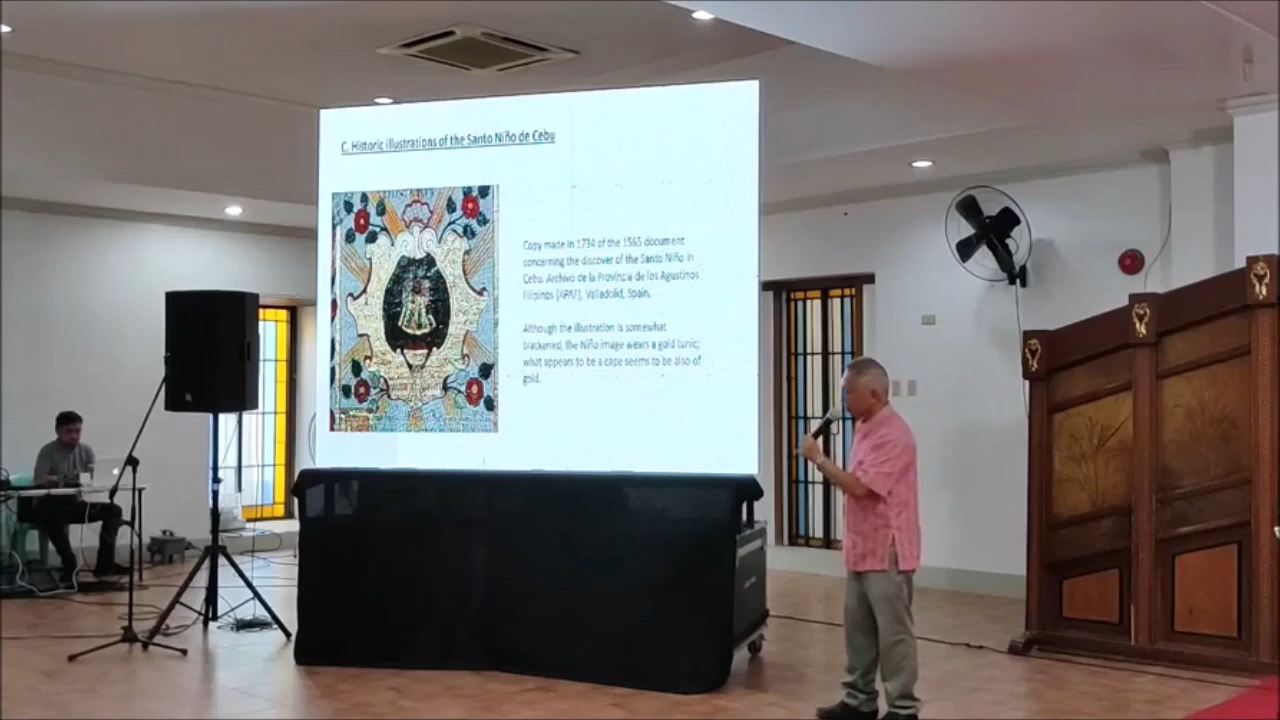 C. Historic illustrations of the Santo Niño de Cebu
Copy made in 1734 of the 1565 document
concerning the discover of the Santo Niño in
Cebu. Archivo de la Provincia de los Agustinos
Filipinos (APAF), Valladolid, Spain.
Although the illustration is somewhat
blackened, the Niño image wears a gold tunic;
what appears to be a cape seems to be also of
gold.